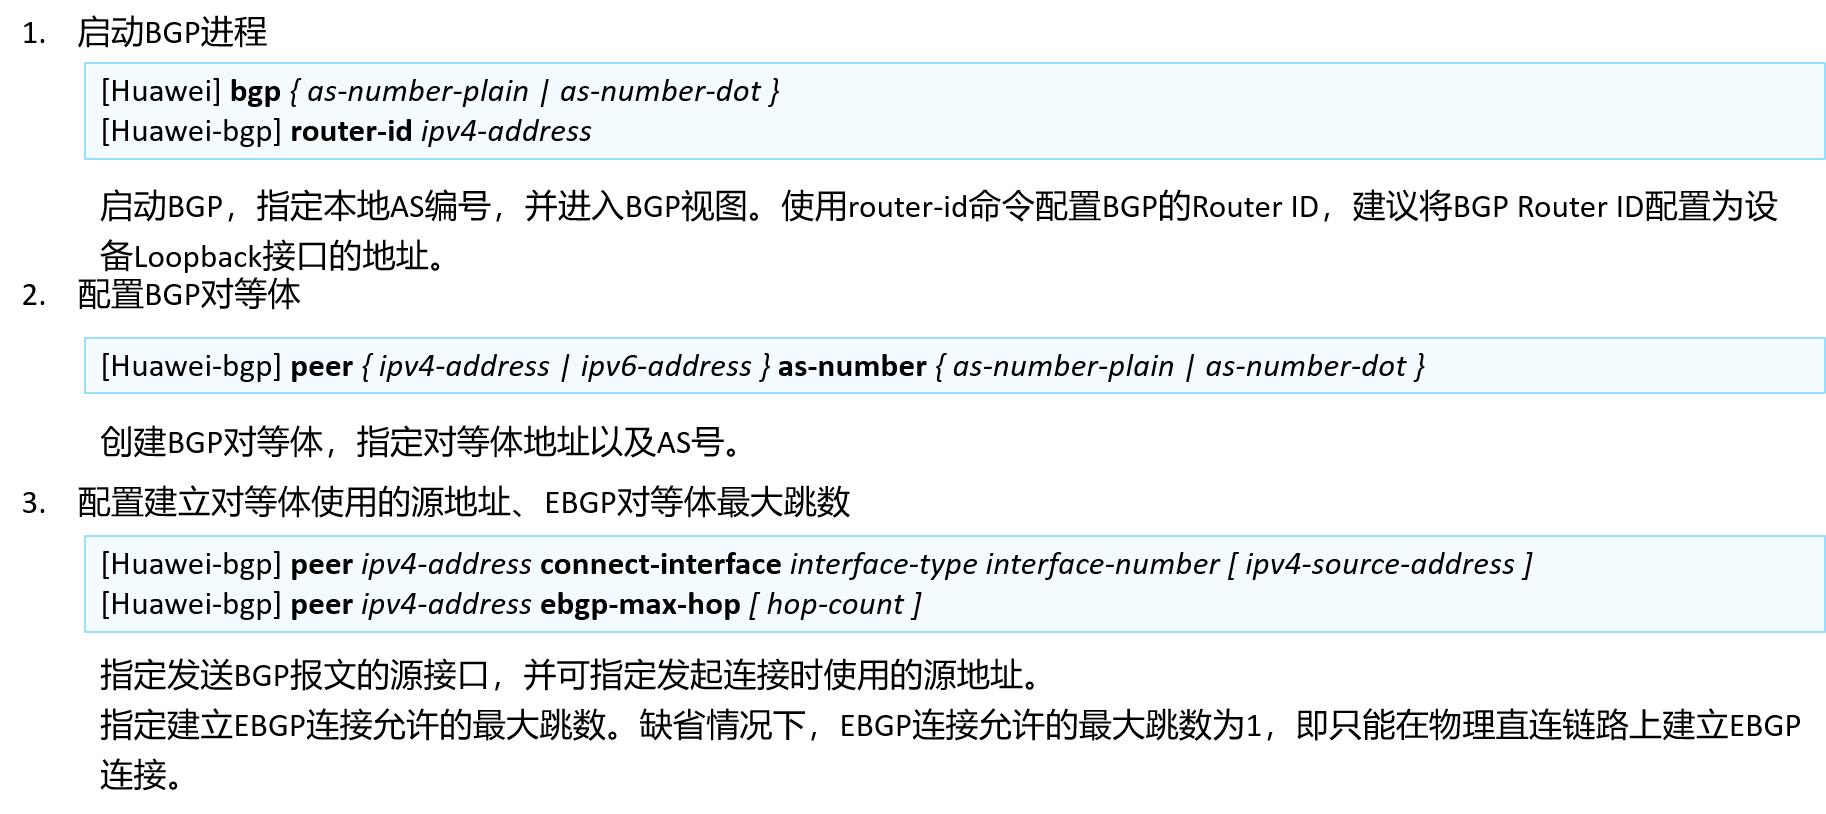 1. 启动BGP进程
[Huawei] bgp { as-number-plain | as-number-dot }
[Huawei-bgp] router-id ipv4-address
启动BGP，指定本地AS编号，并进入BGP视图。使用router-id命令配置BGP的Router ID，建议将BGP Router ID配置为设
备Loopback接口的地址。
2. 配置BGP对等体
[Huawei-bgp] peer { ipv4-address | ipv6-address } as-number { as-number-plain | as-number-dot }
创建BGP对等体，指定对等体地址以及AS号。
3. 配置建立对等体使用的源地址、EBGP对等体最大跳数
[Huawei-bgp] peer ipv4-address connect-interface interface-type interface-number [ ipv4-source-address ]
[Huawei-bgp] peer ipv4-address ebgp-max-hop [ hop-count ]
指定发送BGP报文的源接口，并可指定发起连接时使用的源地址。
指定建立EBGP连接允许的最大跳数。缺省情况下，EBGP连接允许的最大跳数为1，即只能在物理直连链路上建立EBGP
连接。